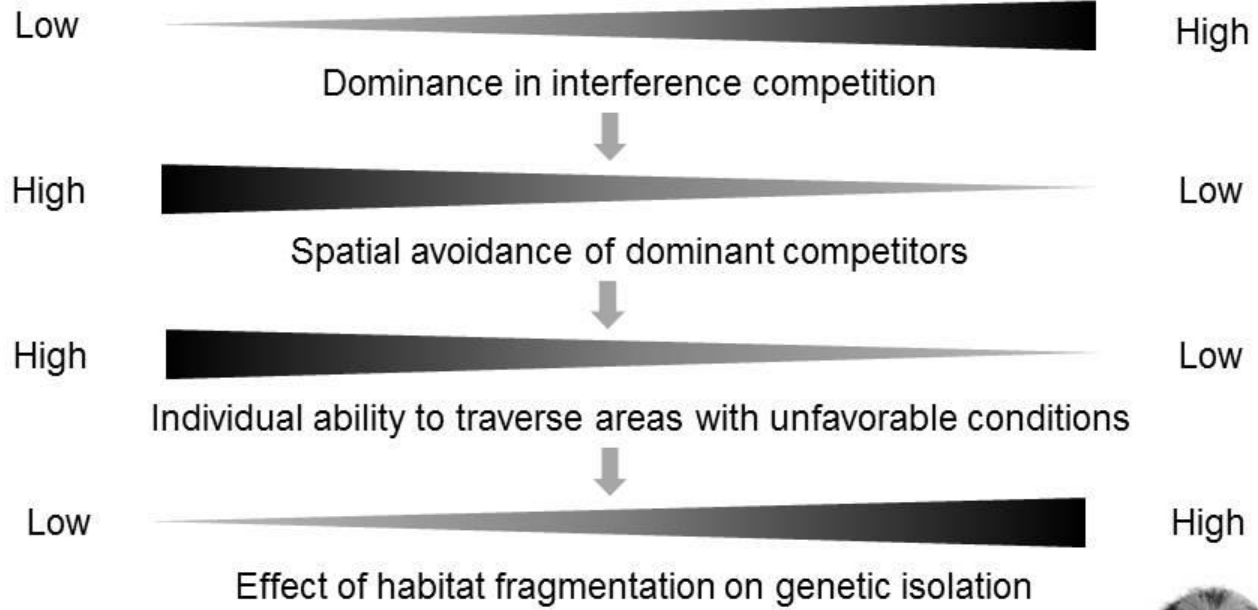 Low High
Dominance in interference competition
High Low
Spatial avoidance of dominant competitors
High Low
Individual ability to traverse areas with unfavorable conditions
Low High
Effect of habitat fragmentation on genetic isolation